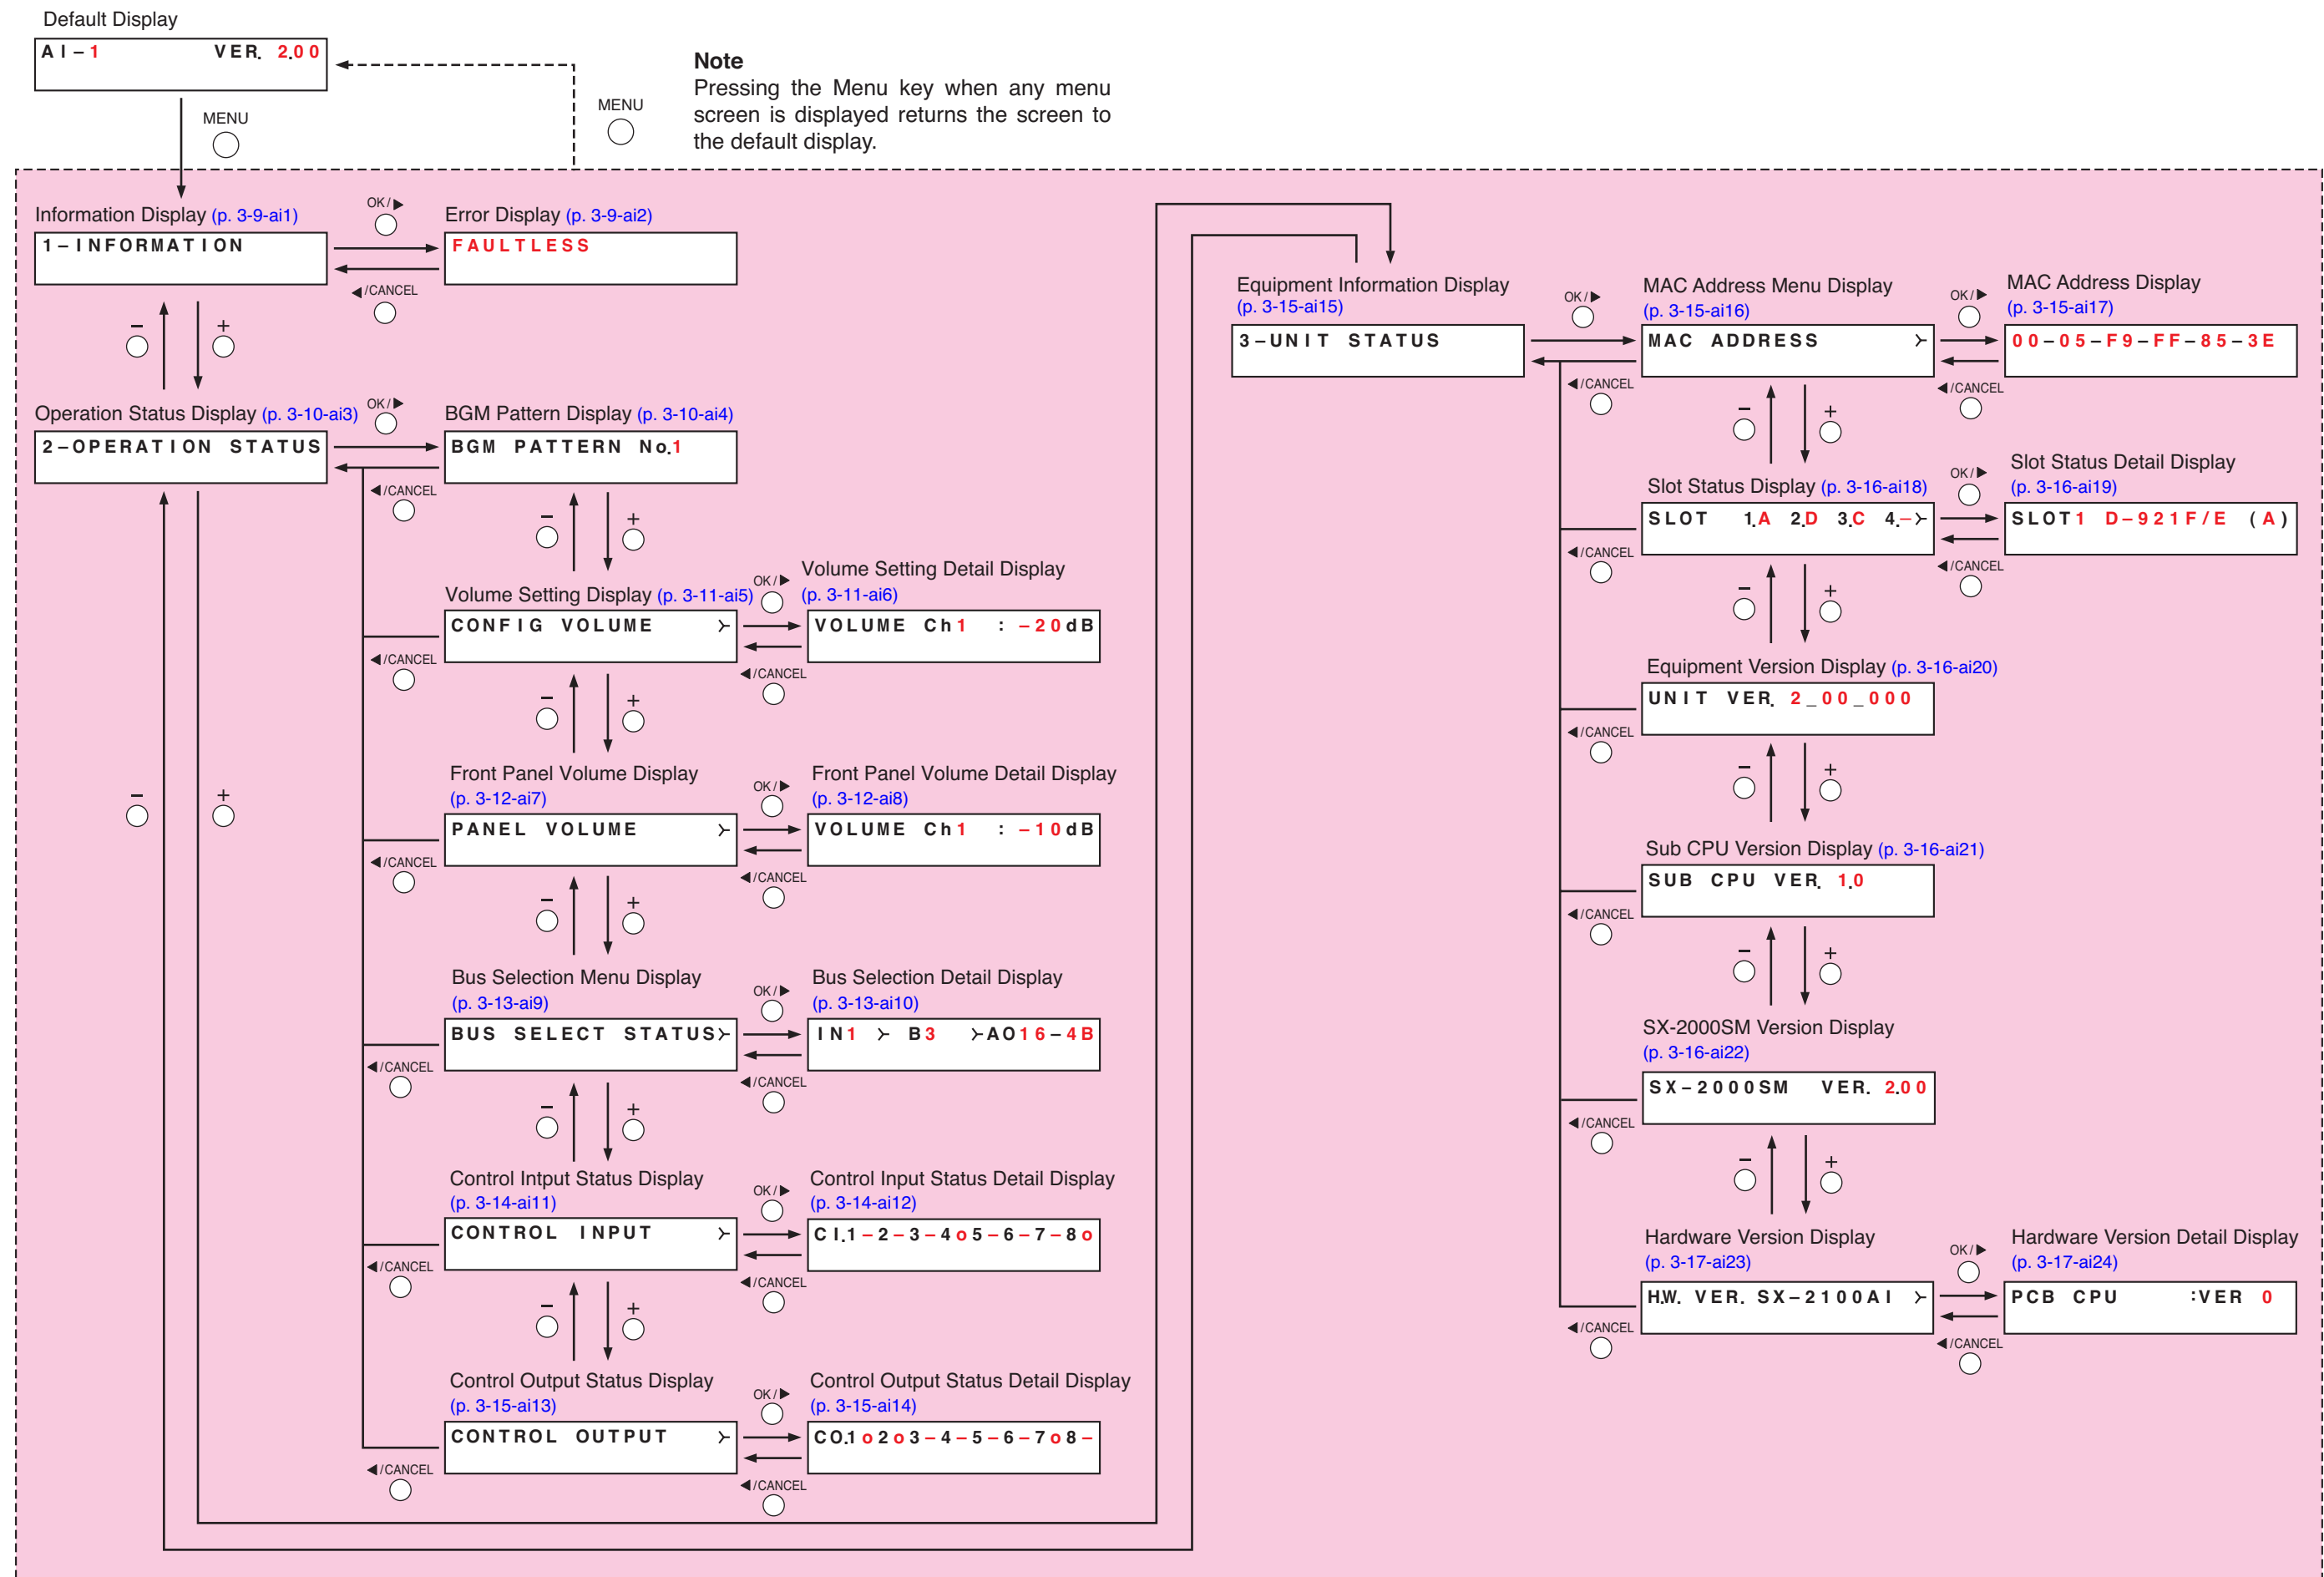 Default Display
AI–1 VER. 2.00
MENU
MENU
Note
Pressing the Menu key when any menu
screen is displayed returns the screen to
the default display.
Information Display (p. 3-9-ai1)
OK/▶
Error Display (p. 3-9-ai2)
1–INFORMATION
FAULTLESS
◀/CANCEL
– +
Operation Status Display (p. 3-10-ai3)
OK/▶
BGM Pattern Display (p. 3-10-ai4)
2–OPERATION STATUS
BGM PATTERN No.1
◀/CANCEL
– +
Volume Setting Display (p. 3-11-ai5)
OK/▶
Volume Setting Detail Display
(p. 3-11-ai6)
CONFIG VOLUME >-
VOLUME Ch1 : –20dB
◀/CANCEL
◀/CANCEL
– +
Front Panel Volume Display
(p. 3-12-ai7)
OK/▶
Front Panel Volume Detail Display
(p. 3-12-ai8)
– +
PANEL VOLUME >-
VOLUME Ch1 : –10dB
◀/CANCEL
◀/CANCEL
– +
Bus Selection Menu Display
(p. 3-13-ai9)
OK/▶
Bus Selection Detail Display
(p. 3-13-ai10)
BUS SELECT STATUS>-
IN1 >- B3 >-AO16–4B
◀/CANCEL
◀/CANCEL
– +
Control Intput Status Display
(p. 3-14-ai11)
OK/▶
Control Input Status Detail Display
(p. 3-14-ai12)
CONTROL INPUT >-
CI.1–2–3–4o5–6–7–8o
◀/CANCEL
◀/CANCEL
– +
Control Output Status Display
(p. 3-15-ai13)
OK/▶
Control Output Status Detail Display
(p. 3-15-ai14)
CONTROL OUTPUT >-
CO.1o2o3–4–5–6–7o8–
◀/CANCEL
◀/CANCEL
Equipment Information Display
(p. 3-15-ai15)
OK/▶
MAC Address Menu Display
(p. 3-15-ai16)
OK/▶
MAC Address Display
(p. 3-15-ai17)
3–UNIT STATUS
MAC ADDRESS >-
00–05–F9–FF–85–3E
◀/CANCEL
◀/CANCEL
– +
Slot Status Display (p. 3-16-ai18)
OK/▶
Slot Status Detail Display
(p. 3-16-ai19)
SLOT 1.A 2.D 3.C 4.–>-
SLOT1 D–921F/E (A)
◀/CANCEL
◀/CANCEL
– +
Equipment Version Display (p. 3-16-ai20)
UNIT VER. 2_00_000
◀/CANCEL
– +
Sub CPU Version Display (p. 3-16-ai21)
SUB CPU VER. 1.0
◀/CANCEL
– +
SX-2000SM Version Display
(p. 3-16-ai22)
SX–2000SM VER. 2.00
◀/CANCEL
– +
Hardware Version Display
(p. 3-17-ai23)
OK/▶
Hardware Version Detail Display
(p. 3-17-ai24)
H.W. VER. SX–2100AI >-
PCB CPU :VER 0
◀/CANCEL
◀/CANCEL